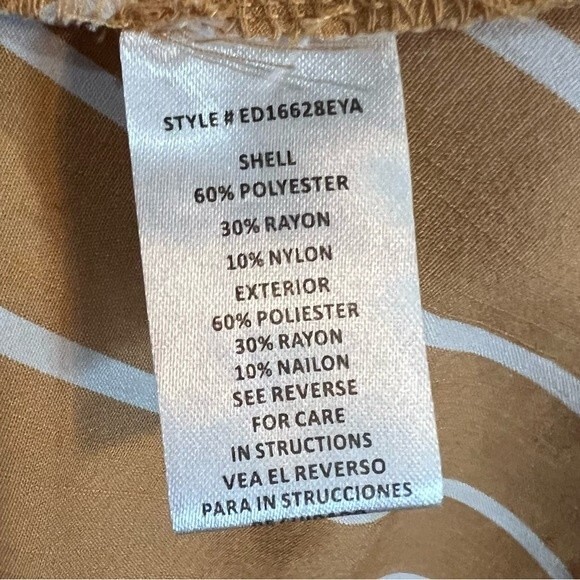 STYLE # ED16628EYA
SHELL
60% POLYESTER
30% RAYON
10% NYLON
EXTERIOR
60% POLIESTER
30% RAYON
10% NAILON
SEE REVERSE
FOR CARE
IN STRUCTIONS
VEA EL REVERSO
PARA IN STRUCCIONES